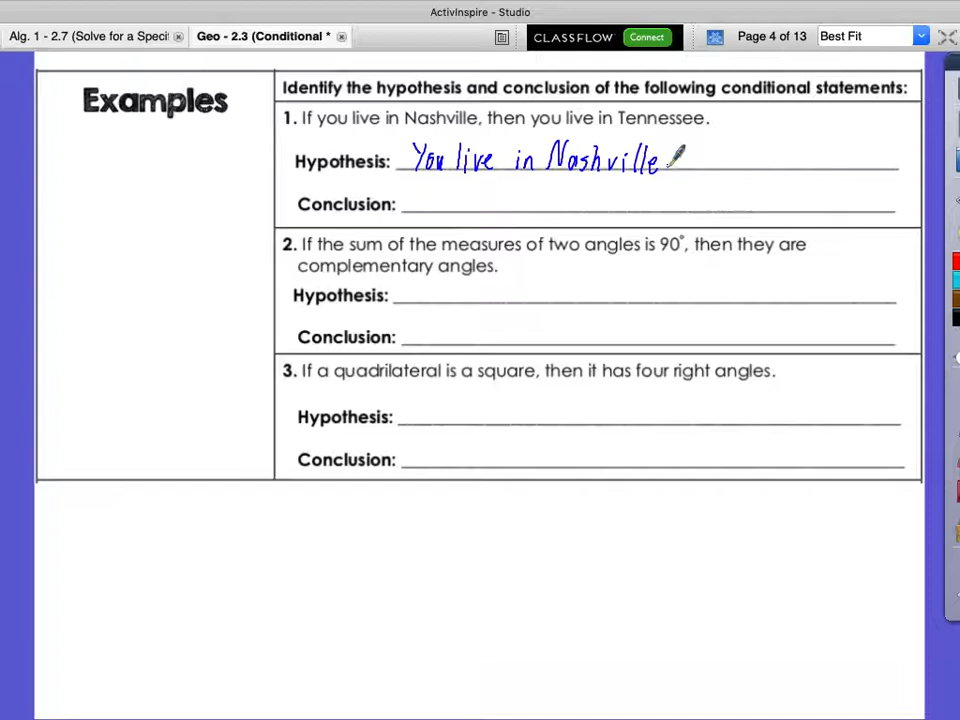 ActivInspire - Studio
Alg. 1 - 2.7 (Solve for a Speci
Geo - 2.3 (Conditional *
CLASSFLOW
Connect
Page 4 of 13
Best Fit
Examples
Identify the hypothesis and conclusion of the following conditional statements:
1. If you live in Nashville, then you live in Tennessee.
Hypothesis: You live in Nashville
Conclusion:
2. If the sum of the measures of two angles is 90°, then they are
complementary angles.
Hypothesis:
Conclusion:
3. If a quadrilateral is a square, then it has four right angles.
Hypothesis:
Conclusion: